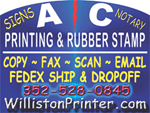 SIGNS A C NOTARY
PRINTING & RUBBER STAMP
COPY ~ FAX ~ SCAN ~ EMAIL
FEDEX SHIP & DROPOFF
352-528-0845
WillistonPrinter.com